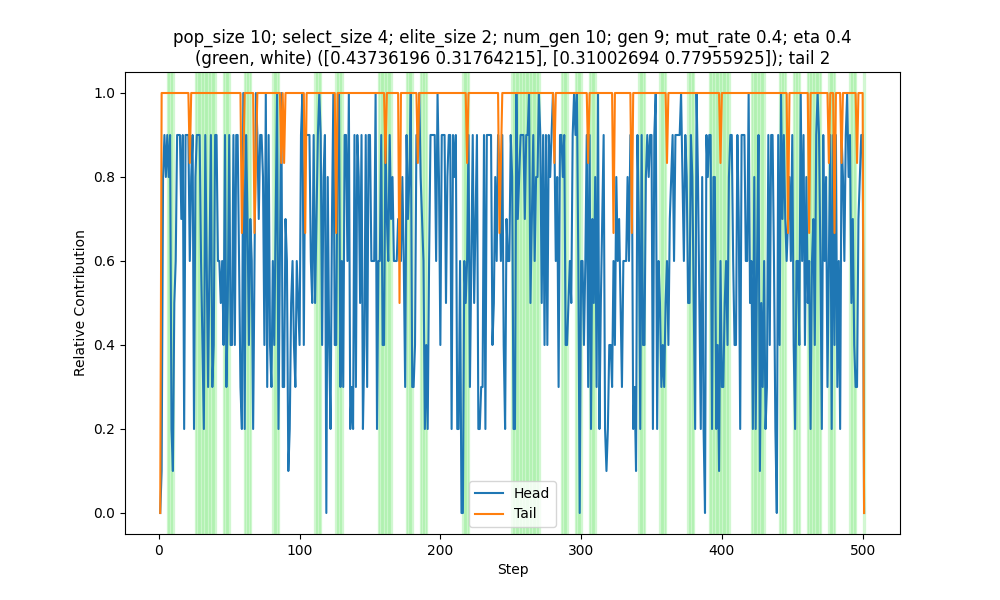 pop_size 10; select_size 4; elite_size 2; num_gen 10; gen 9; mut_rate 0.4; eta 0.4
(green, white) ([0.43736196 0.31764215], [0.31002694 0.77955925]); tail 2
1.0
0.8
0.6
0.4
0.2
0.0
Relative Contribution
Head
Tail
0 100 200 300 400 500
Step